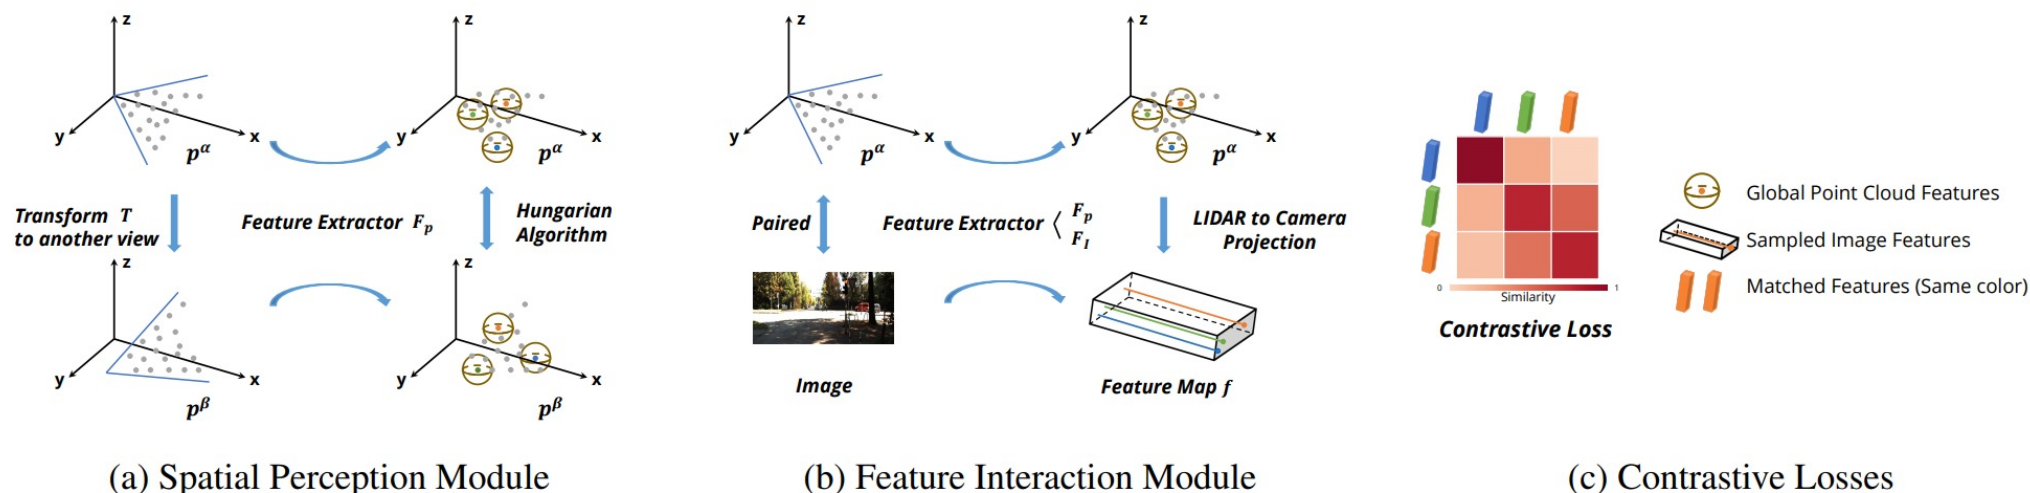 z
x
y
p^α
z
x
y
p^α
Transform T
to another view
Feature Extractor F_p
Hungarian
Algorithm
z
x
y
p^β
z
x
y
p^β
(a) Spatial Perception Module
z
x
y
p^α
z
x
y
p^α
Paired
Feature Extractor < F_p
F_I
LIDAR to Camera
Projection
Image
Feature Map f
(b) Feature Interaction Module
0
1
Similarity
Contrastive Loss
Global Point Cloud Features
Sampled Image Features
Matched Features (Same color)
(c) Contrastive Losses